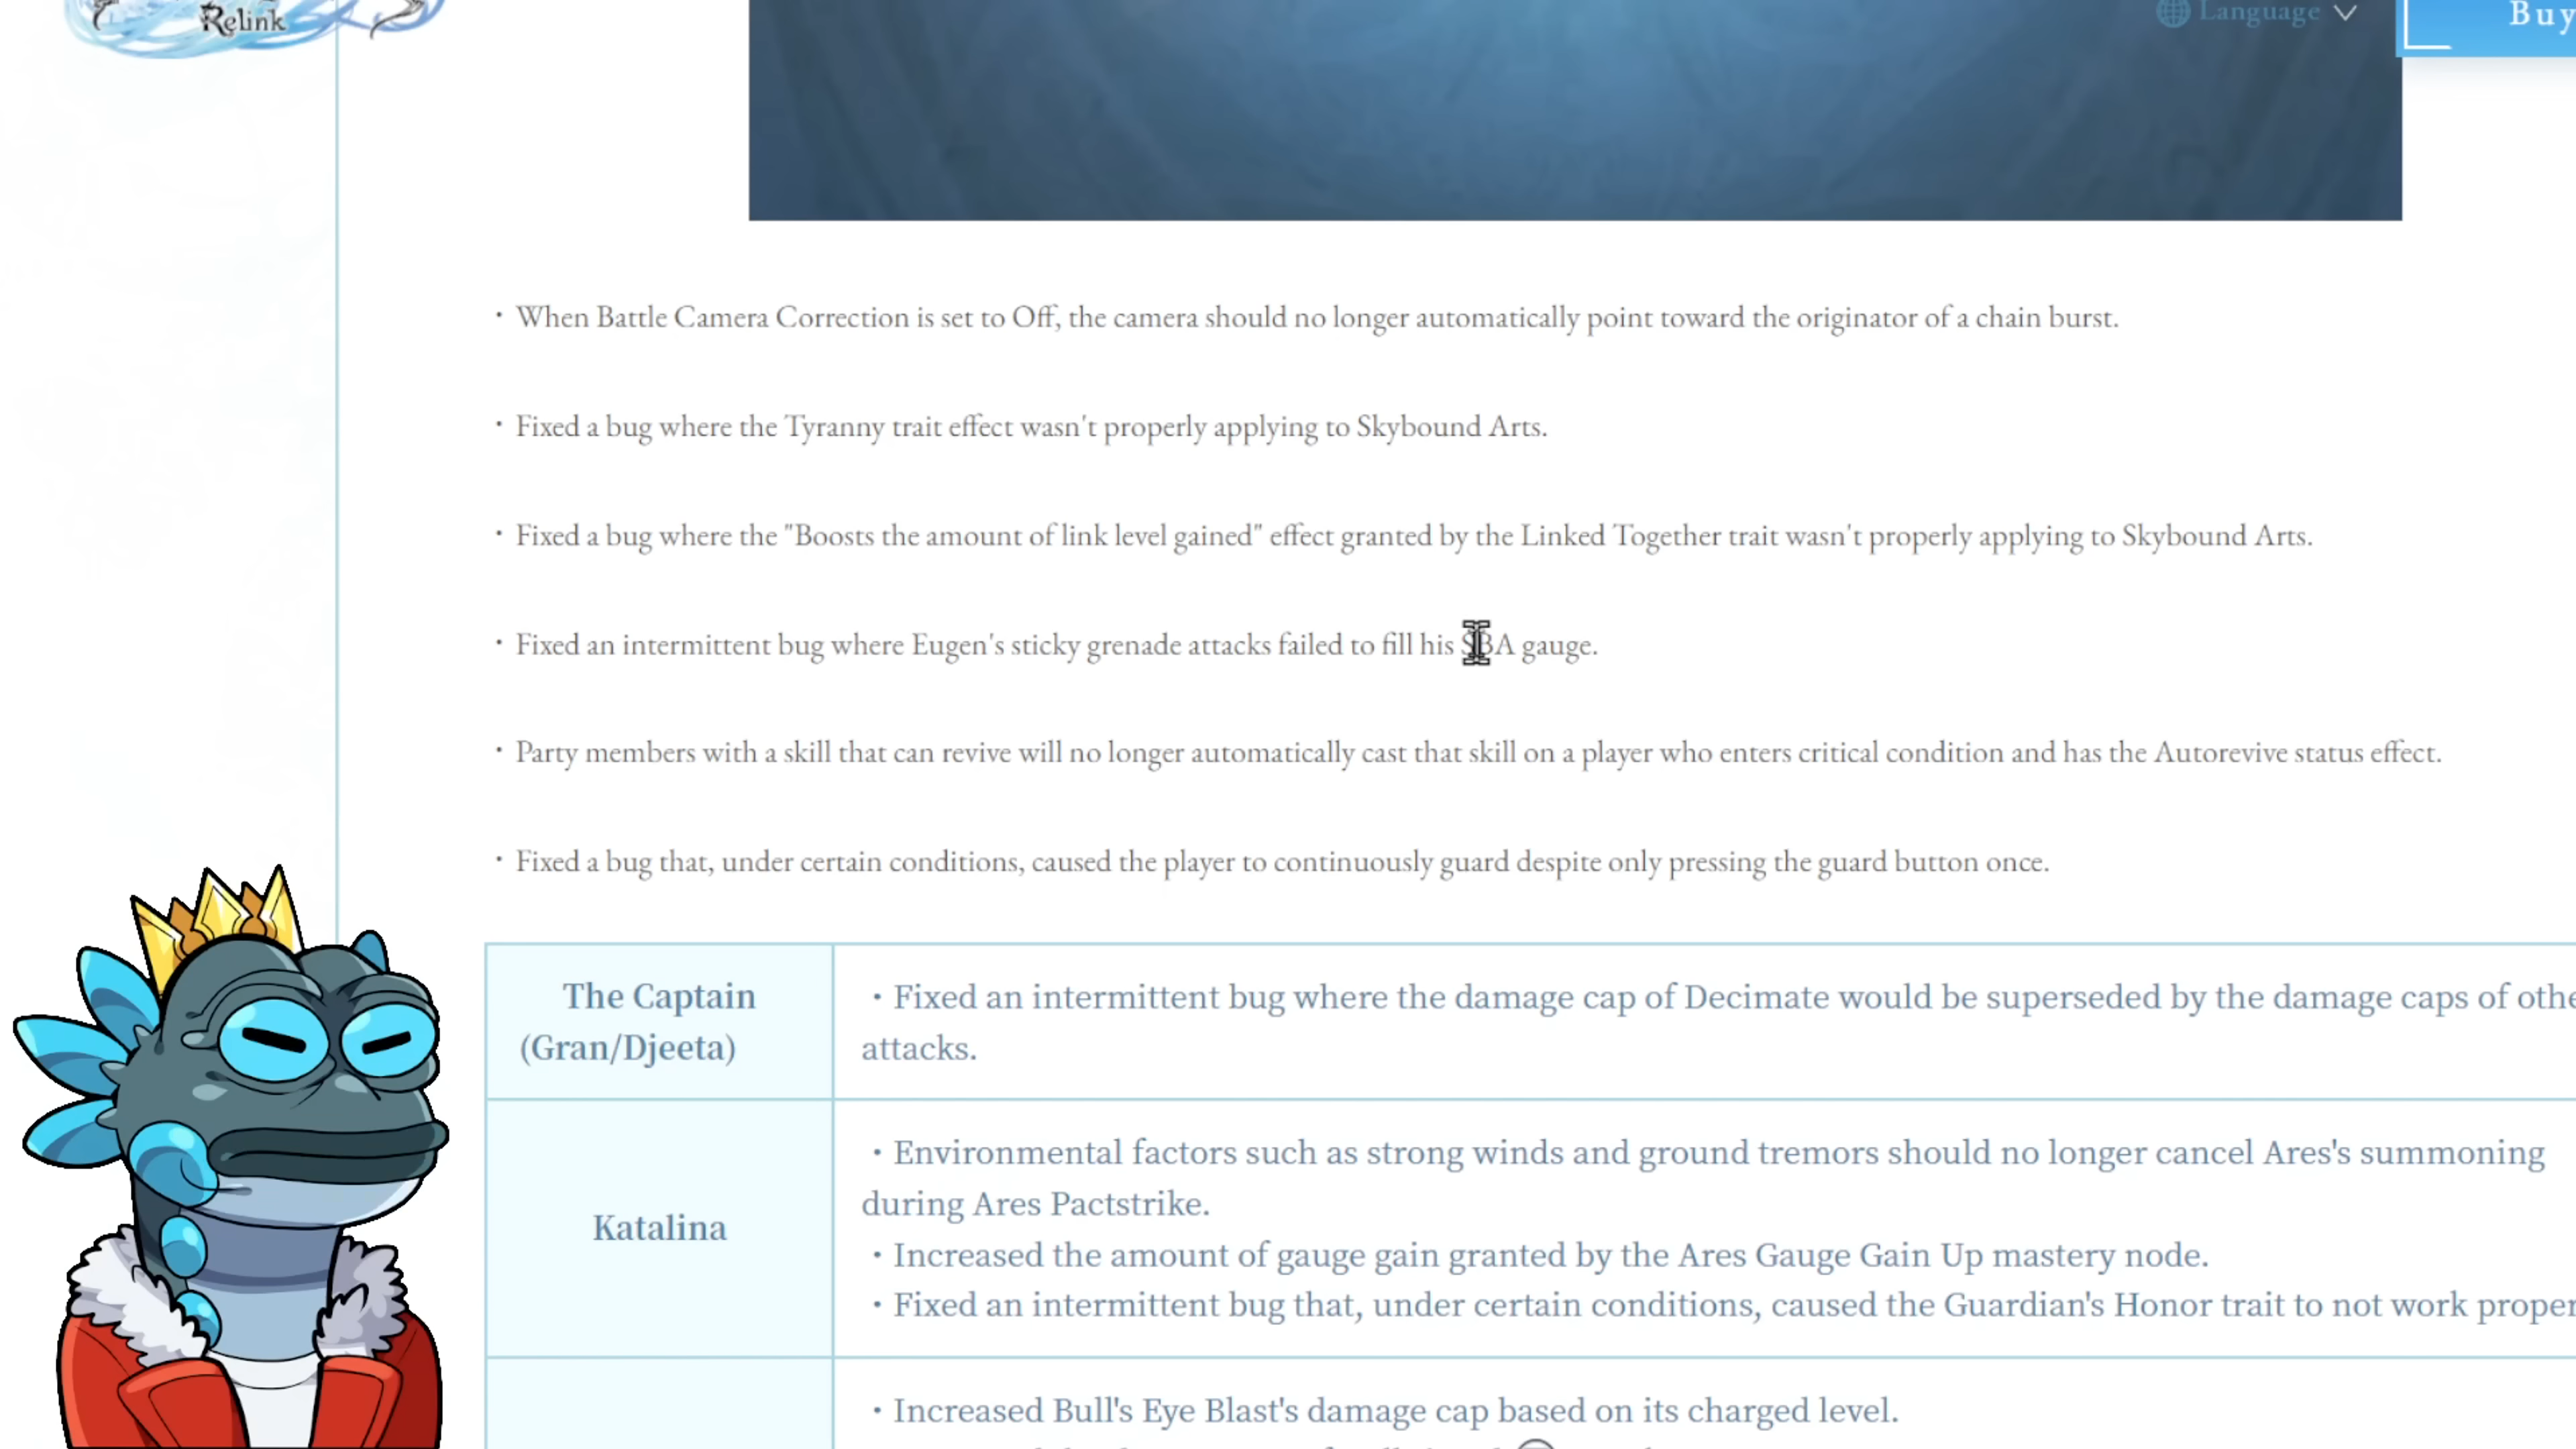 Relink
Language
Buy
・When Battle Camera Correction is set to Off, the camera should no longer automatically point toward the originator of a chain burst.
・Fixed a bug where the Tyranny trait effect wasn't properly applying to Skybound Arts.
・Fixed a bug where the "Boosts the amount of link level gained" effect granted by the Linked Together trait wasn't properly applying to Skybound Arts.
・Fixed an intermittent bug where Eugen's sticky grenade attacks failed to fill his SBA gauge.
・Party members with a skill that can revive will no longer automatically cast that skill on a player who enters critical condition and has the Autorevive status effect.
・Fixed a bug that, under certain conditions, caused the player to continuously guard despite only pressing the guard button once.
The Captain
(Gran/Djeeta)
・Fixed an intermittent bug where the damage cap of Decimate would be superseded by the damage caps of othe
attacks.
Katalina
・Environmental factors such as strong winds and ground tremors should no longer cancel Ares's summoning
during Ares Pactstrike.
・Increased the amount of gauge gain granted by the Ares Gauge Gain Up mastery node.
・Fixed an intermittent bug that, under certain conditions, caused the Guardian's Honor trait to not work proper
・Increased Bull's Eye Blast's damage cap based on its charged level.